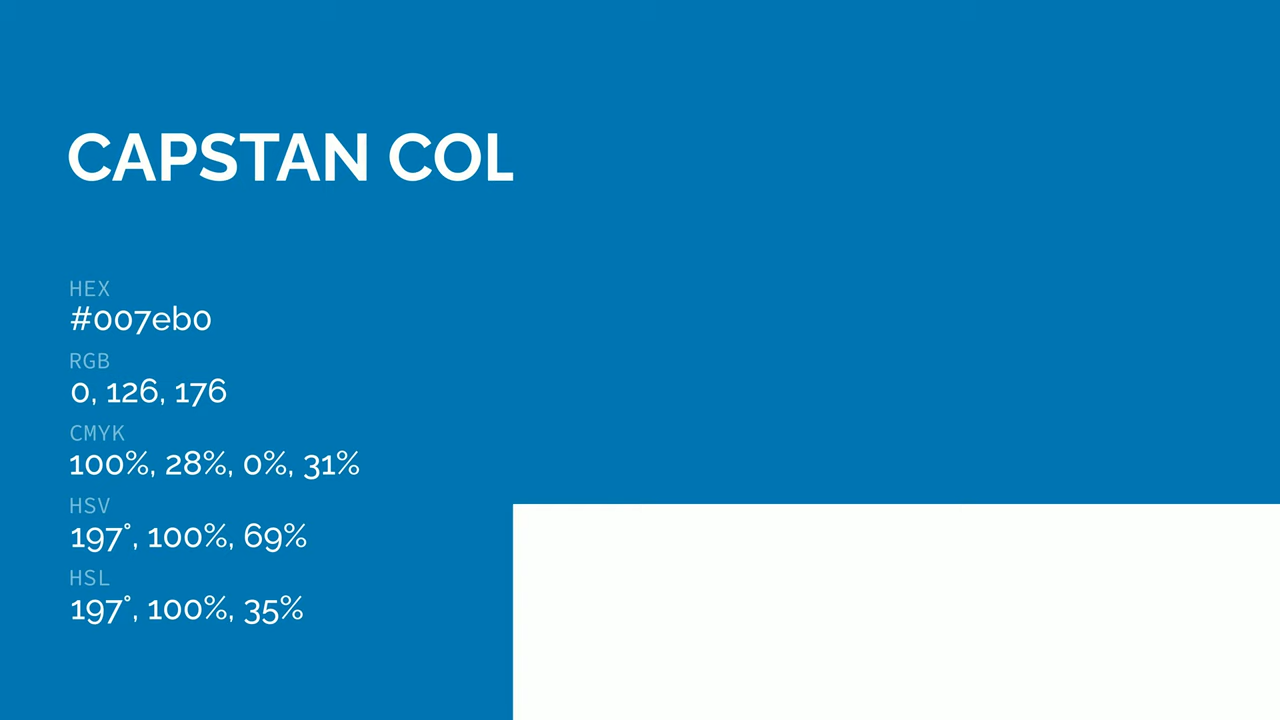 CAPSTAN COL
HEX
#007eb0
RGB
0, 126, 176
CMYK
100%, 28%, 0%, 31%
HSV
197°, 100%, 69%
HSL
197°, 100%, 35%